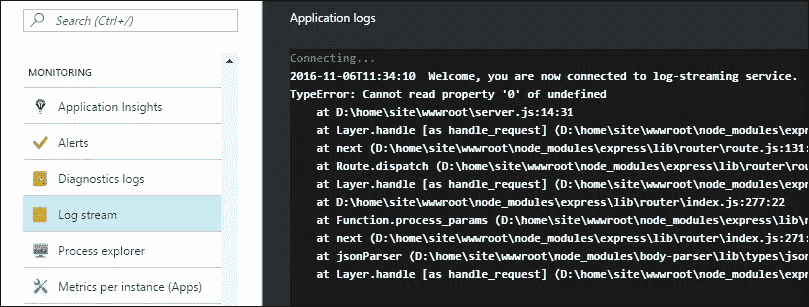 Search (Ctrl+/)
MONITORING
Application Insights
Alerts
Diagnostics logs
Log stream
Process explorer
Metrics per instance (Apps)
Application logs
Connecting...
2016-11-06T11:34:10  Welcome, you are now connected to log-streaming service.
TypeError: Cannot read property '0' of undefined
    at D:\home\site\wwwroot\server.js:14:31
    at Layer.handle [as handle_request] (D:\home\site\wwwroot\node_modules\expr
    at next (D:\home\site\wwwroot\node_modules\express\lib\router\route.js:131:
    at Route.dispatch (D:\home\site\wwwroot\node_modules\express\lib\router\rou
    at Layer.handle [as handle_request] (D:\home\site\wwwroot\node_modules\expr
    at D:\home\site\wwwroot\node_modules\express\lib\router\index.js:277:22
    at Function.process_params (D:\home\site\wwwroot\node_modules\express\lib\r
    at next (D:\home\site\wwwroot\node_modules\express\lib\router\index.js:271:
    at jsonParser (D:\home\site\wwwroot\node_modules\body-parser\lib\types\json
    at Layer.handle [as handle_request] (D:\home\site\wwwroot\node_modules\expr